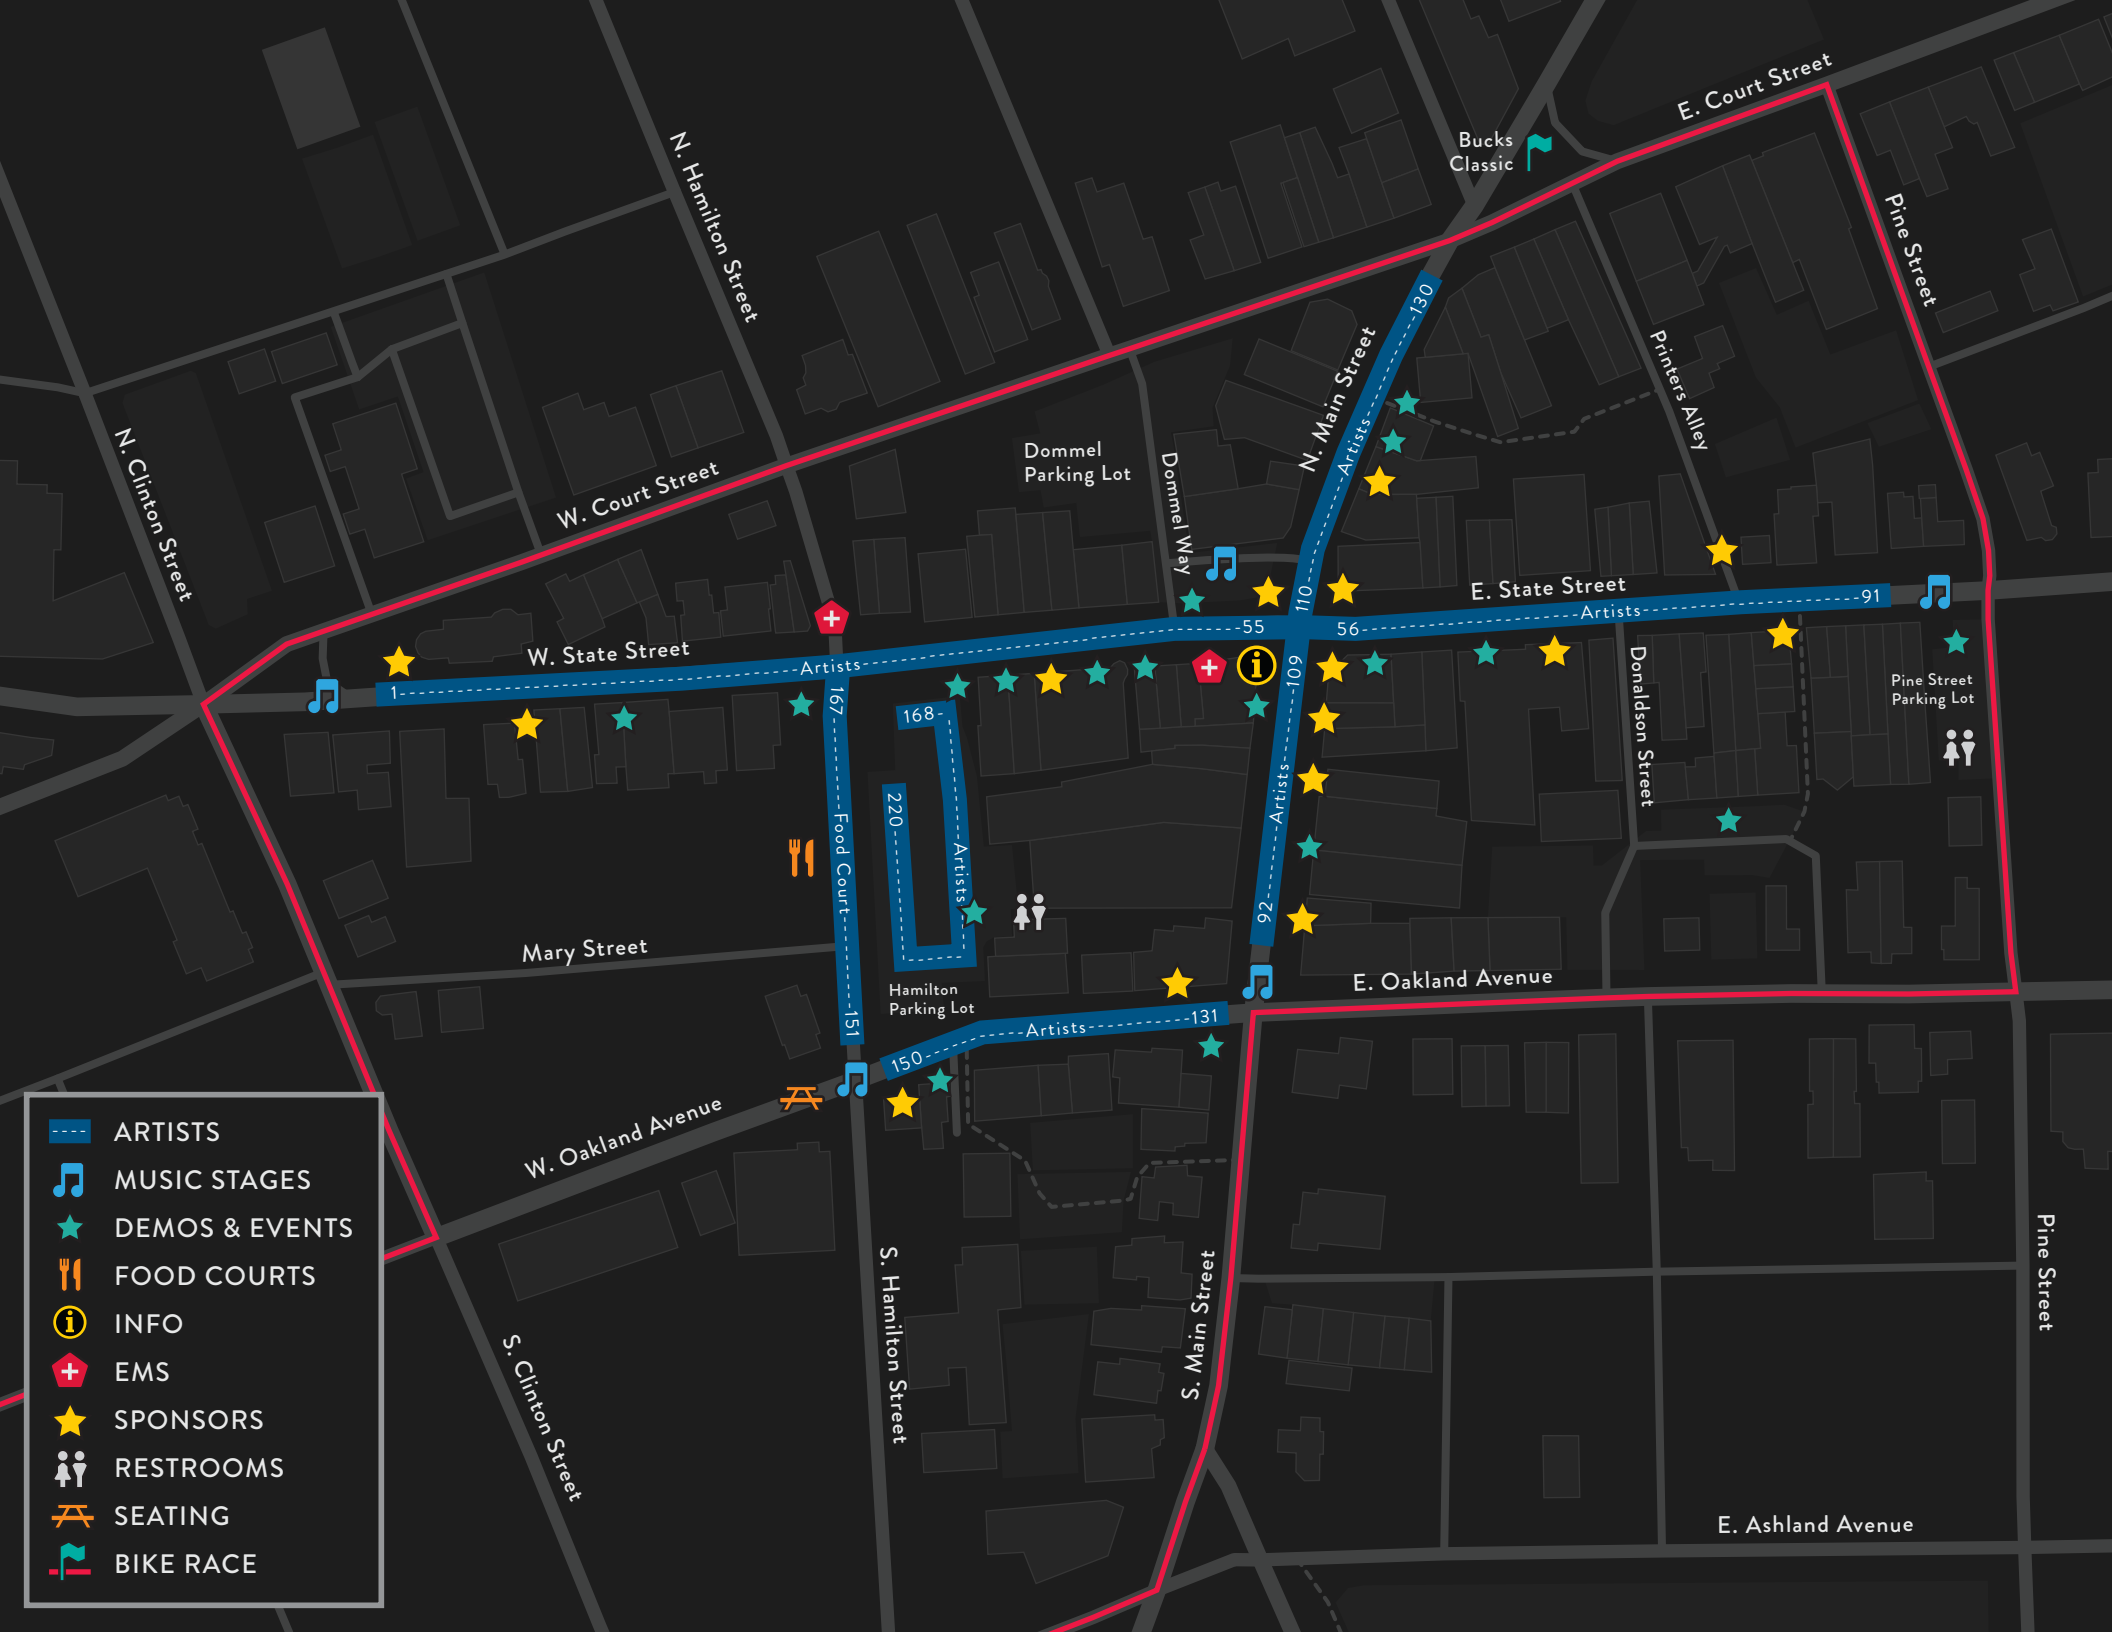 E. Court Street
Bucks
Classic
N. Hamilton Street
Pine Street
N. Main Street
130
Printers Alley
N. Clinton Street
Dommel
Parking Lot
Dommel Way
Artists
W. Court Street
E. State Street
110
Artists
91
55
56
W. State Street
Artists
1
109
167
168
Donaldson Street
Pine Street
Parking Lot
220
Food Court
Artists
Artists
92
Mary Street
E. Oakland Avenue
Hamilton
Parking Lot
151
131
Artists
150
W. Oakland Avenue
ARTISTS
MUSIC STAGES
DEMOS & EVENTS
FOOD COURTS
INFO
EMS
SPONSORS
RESTROOMS
SEATING
BIKE RACE
S. Clinton Street
S. Hamilton Street
S. Main Street
Pine Street
E. Ashland Avenue